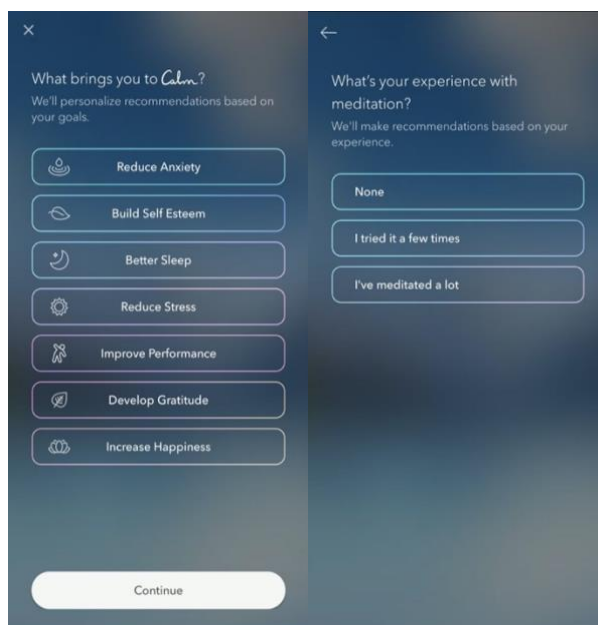 What brings you to Calm?
We'll personalize recommendations based on
your goals.
Reduce Anxiety
Build Self Esteem
Better Sleep
Reduce Stress
Improve Performance
Develop Gratitude
Increase Happiness
Continue
What's your experience with
meditation?
We'll make recommendations based on your
experience.
None
I tried it a few times
I've meditated a lot